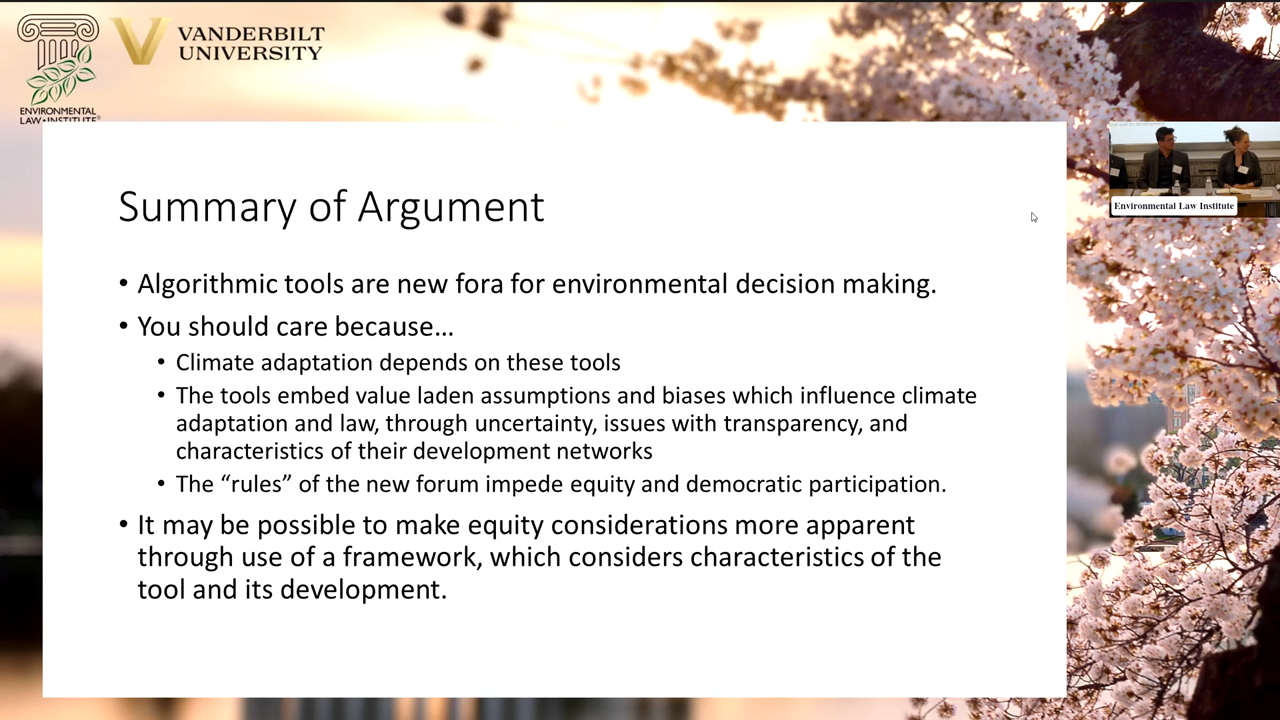 ENVIRONMENTAL
LAW•INSTITUTE®
VANDERBILT
UNIVERSITY
Summary of Argument
Environmental Law Institute
• Algorithmic tools are new fora for environmental decision making.
• You should care because…
• Climate adaptation depends on these tools
• The tools embed value laden assumptions and biases which influence climate
adaptation and law, through uncertainty, issues with transparency, and
characteristics of their development networks
• The “rules” of the new forum impede equity and democratic participation.
• It may be possible to make equity considerations more apparent
through use of a framework, which considers characteristics of the
tool and its development.